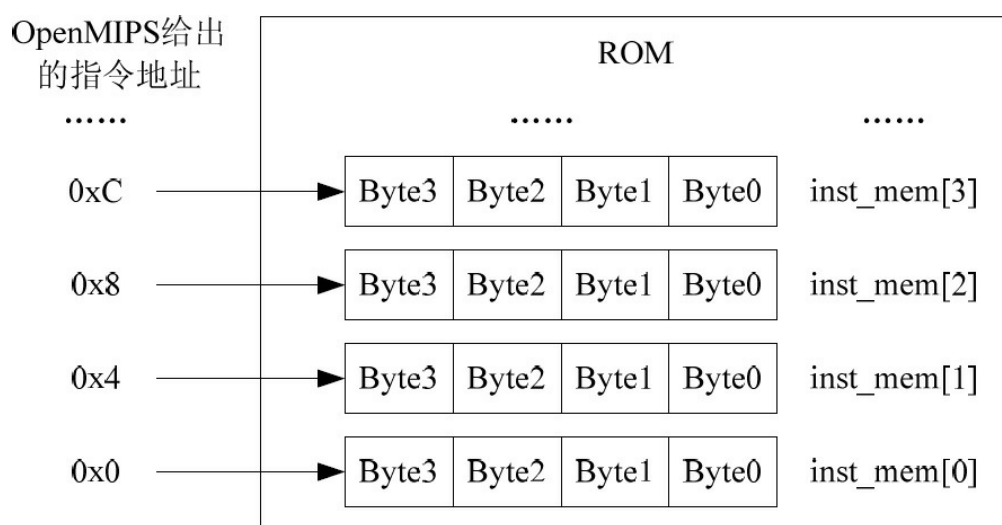 OpenMIPS给出
的指令地址
ROM
…… …… ……
0xC Byte3 Byte2 Byte1 Byte0 inst_mem[3]
0x8 Byte3 Byte2 Byte1 Byte0 inst_mem[2]
0x4 Byte3 Byte2 Byte1 Byte0 inst_mem[1]
0x0 Byte3 Byte2 Byte1 Byte0 inst_mem[0]